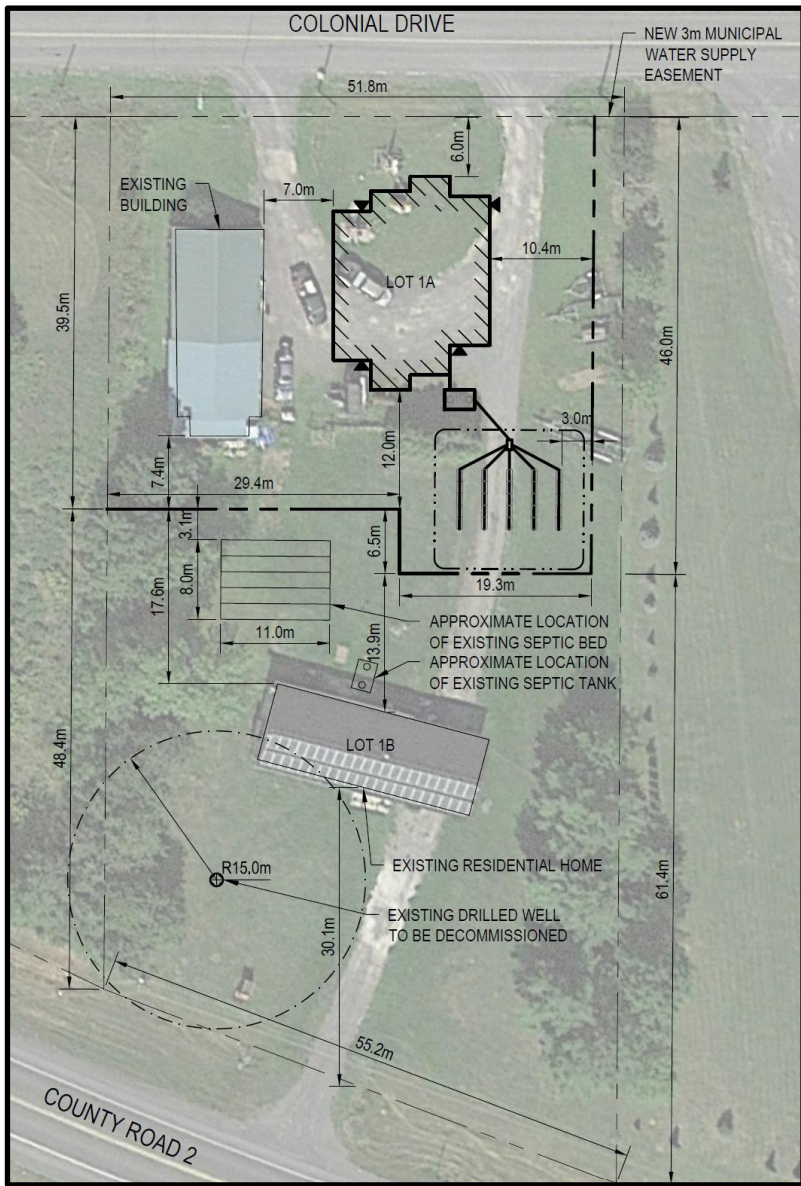 COLONIAL DRIVE
NEW 3m MUNICIPAL
WATER SUPPLY
EASEMENT
51.8m
6.0m
EXISTING
BUILDING
7.0m
10.4m
LOT 1A
39.5m
46.0m
3.0m
12.0m
7.4m
29.4m
3.1m
6.5m
17.6m
8.0m
19.3m
11.0m
13.9m
APPROXIMATE LOCATION
OF EXISTING SEPTIC BED
APPROXIMATE LOCATION
OF EXISTING SEPTIC TANK
LOT 1B
48.4m
R15.0m
EXISTING RESIDENTIAL HOME
61.4m
EXISTING DRILLED WELL
TO BE DECOMMISSIONED
30.1m
55.2m
COUNTY ROAD 2